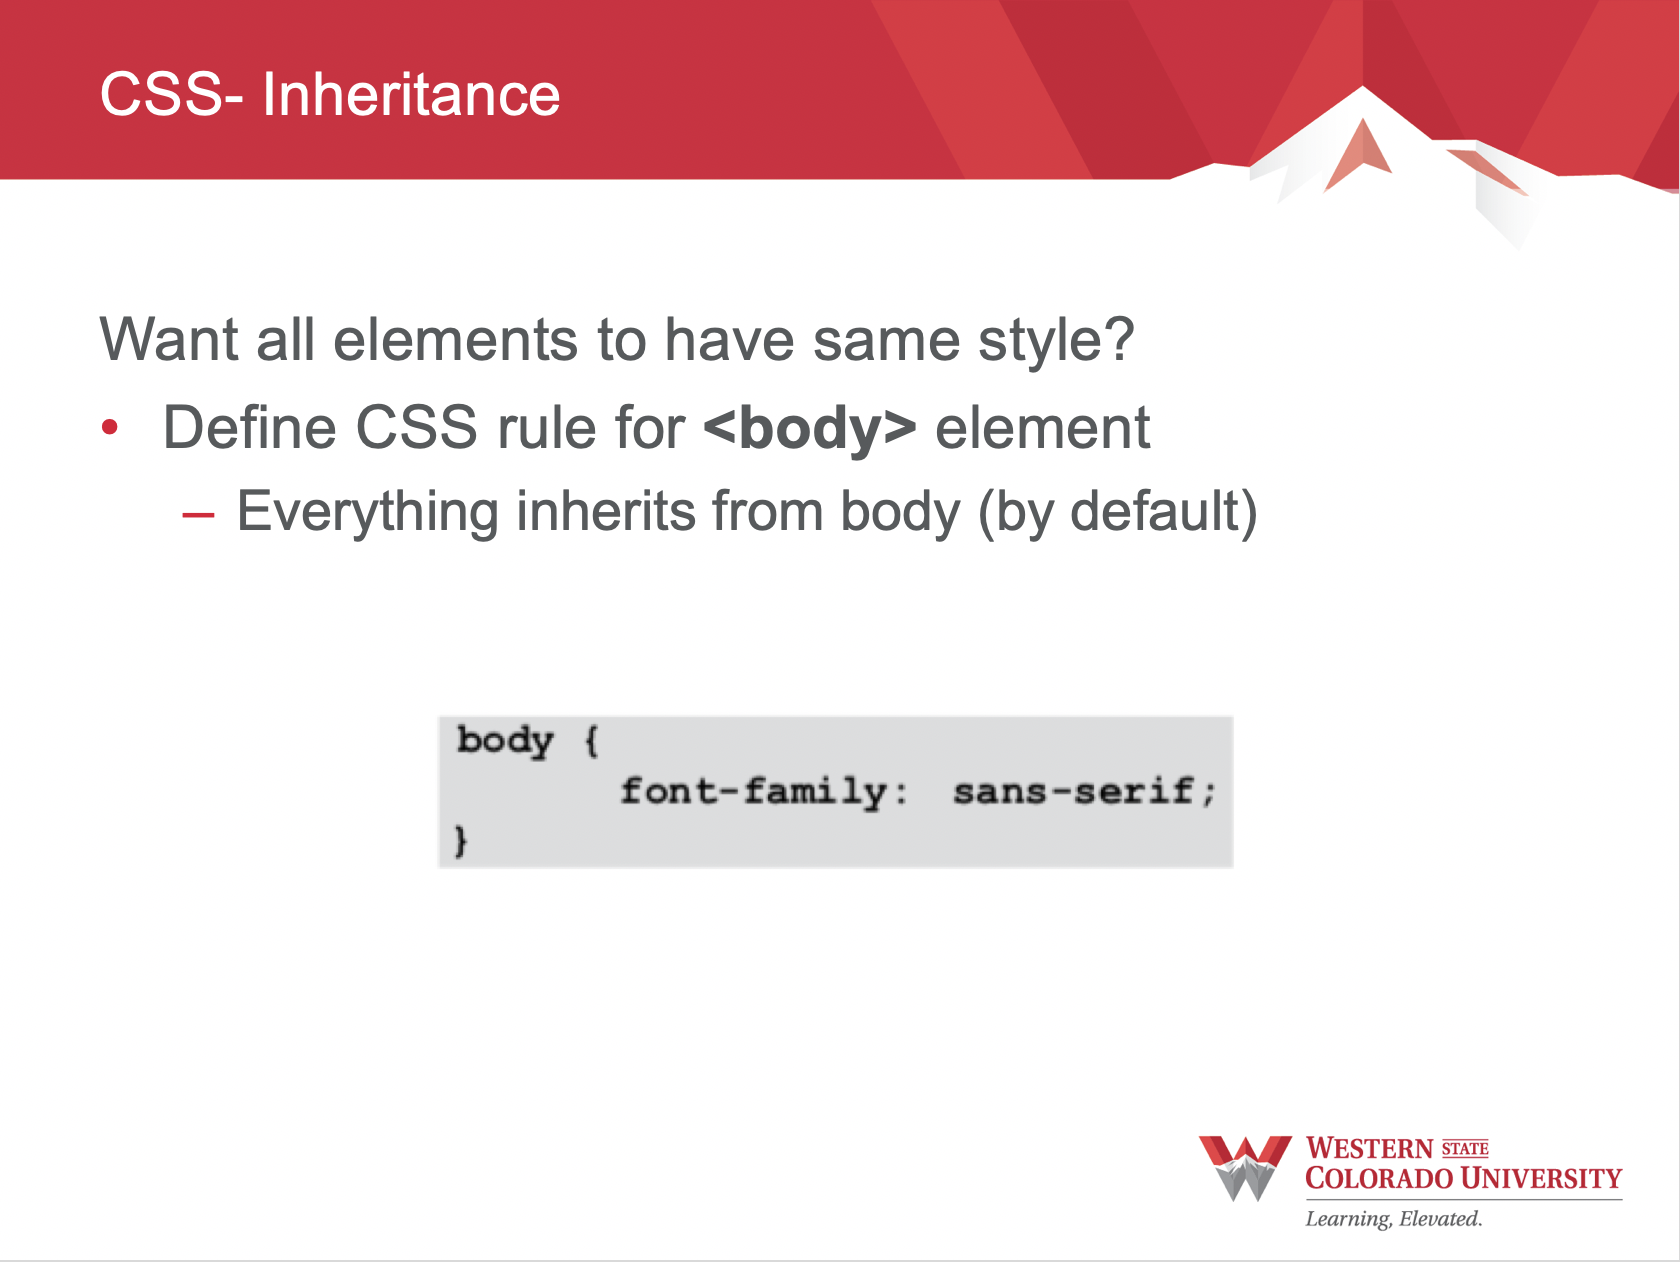 CSS- Inheritance
Want all elements to have same style?
• Define CSS rule for <body> element
– Everything inherits from body (by default)
body {
font-family: sans-serif;
}
WESTERN STATE
COLORADO UNIVERSITY
Learning, Elevated.